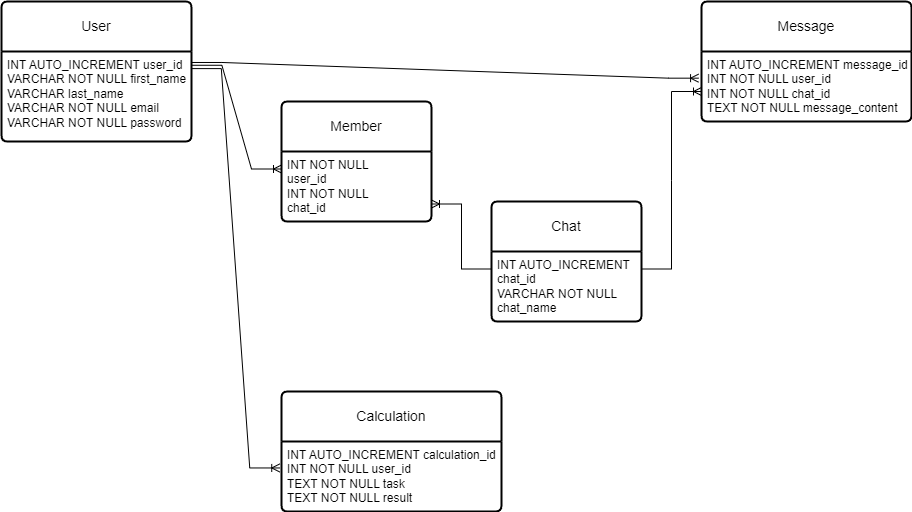 User
INT AUTO_INCREMENT user_id
VARCHAR NOT NULL first_name
VARCHAR last_name
VARCHAR NOT NULL email
VARCHAR NOT NULL password
Message
INT AUTO_INCREMENT message_id
INT NOT NULL user_id
INT NOT NULL chat_id
TEXT NOT NULL message_content
Member
INT NOT NULL
user_id
INT NOT NULL
chat_id
Chat
INT AUTO_INCREMENT
chat_id
VARCHAR NOT NULL
chat_name
Calculation
INT AUTO_INCREMENT calculation_id
INT NOT NULL user_id
TEXT NOT NULL task
TEXT NOT NULL result